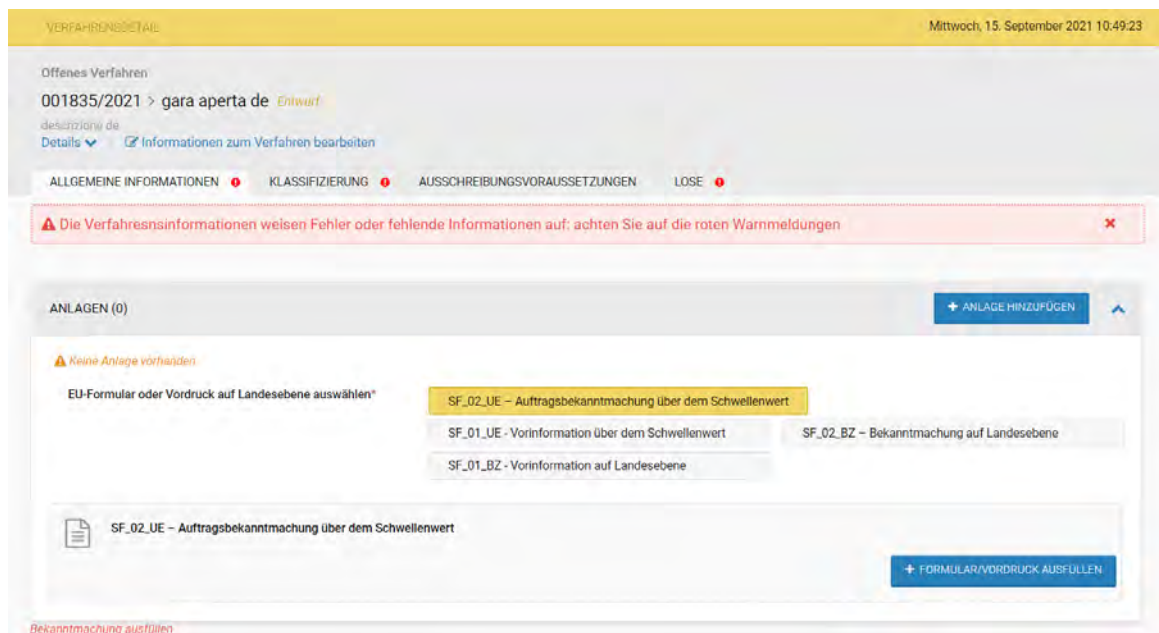 VERFAHRENSDETAIL
Mittwoch, 15. September 2021 10:49:23
Offenes Verfahren
001835/2021 > gara aperta de Entwurf
descrizione de
Details Informationen zum Verfahren bearbeiten
ALLGEMEINE INFORMATIONEN KLASSIFIZIERUNG AUSSCHREIBUNGSVORAUSSETZUNGEN LOSE
Die Verfahresnsinformationen weisen Fehler oder fehlende Informationen auf: achten Sie auf die roten Warnmeldungen
ANLAGEN (0)
+ ANLAGE HINZUFÜGEN
Keine Anlage vorhanden
EU-Formular oder Vordruck auf Landesebene auswählen*
SF_02_UE – Auftragsbekanntmachung über dem Schwellenwert
SF_01_UE - Vorinformation über dem Schwellenwert
SF_02_BZ – Bekanntmachung auf Landesebene
SF_01_BZ - Vorinformation auf Landesebene
SF_02_UE – Auftragsbekanntmachung über dem Schwellenwert
+ FORMULAR/VORDRUCK AUSFÜLLEN
Bekanntmachung ausfüllen